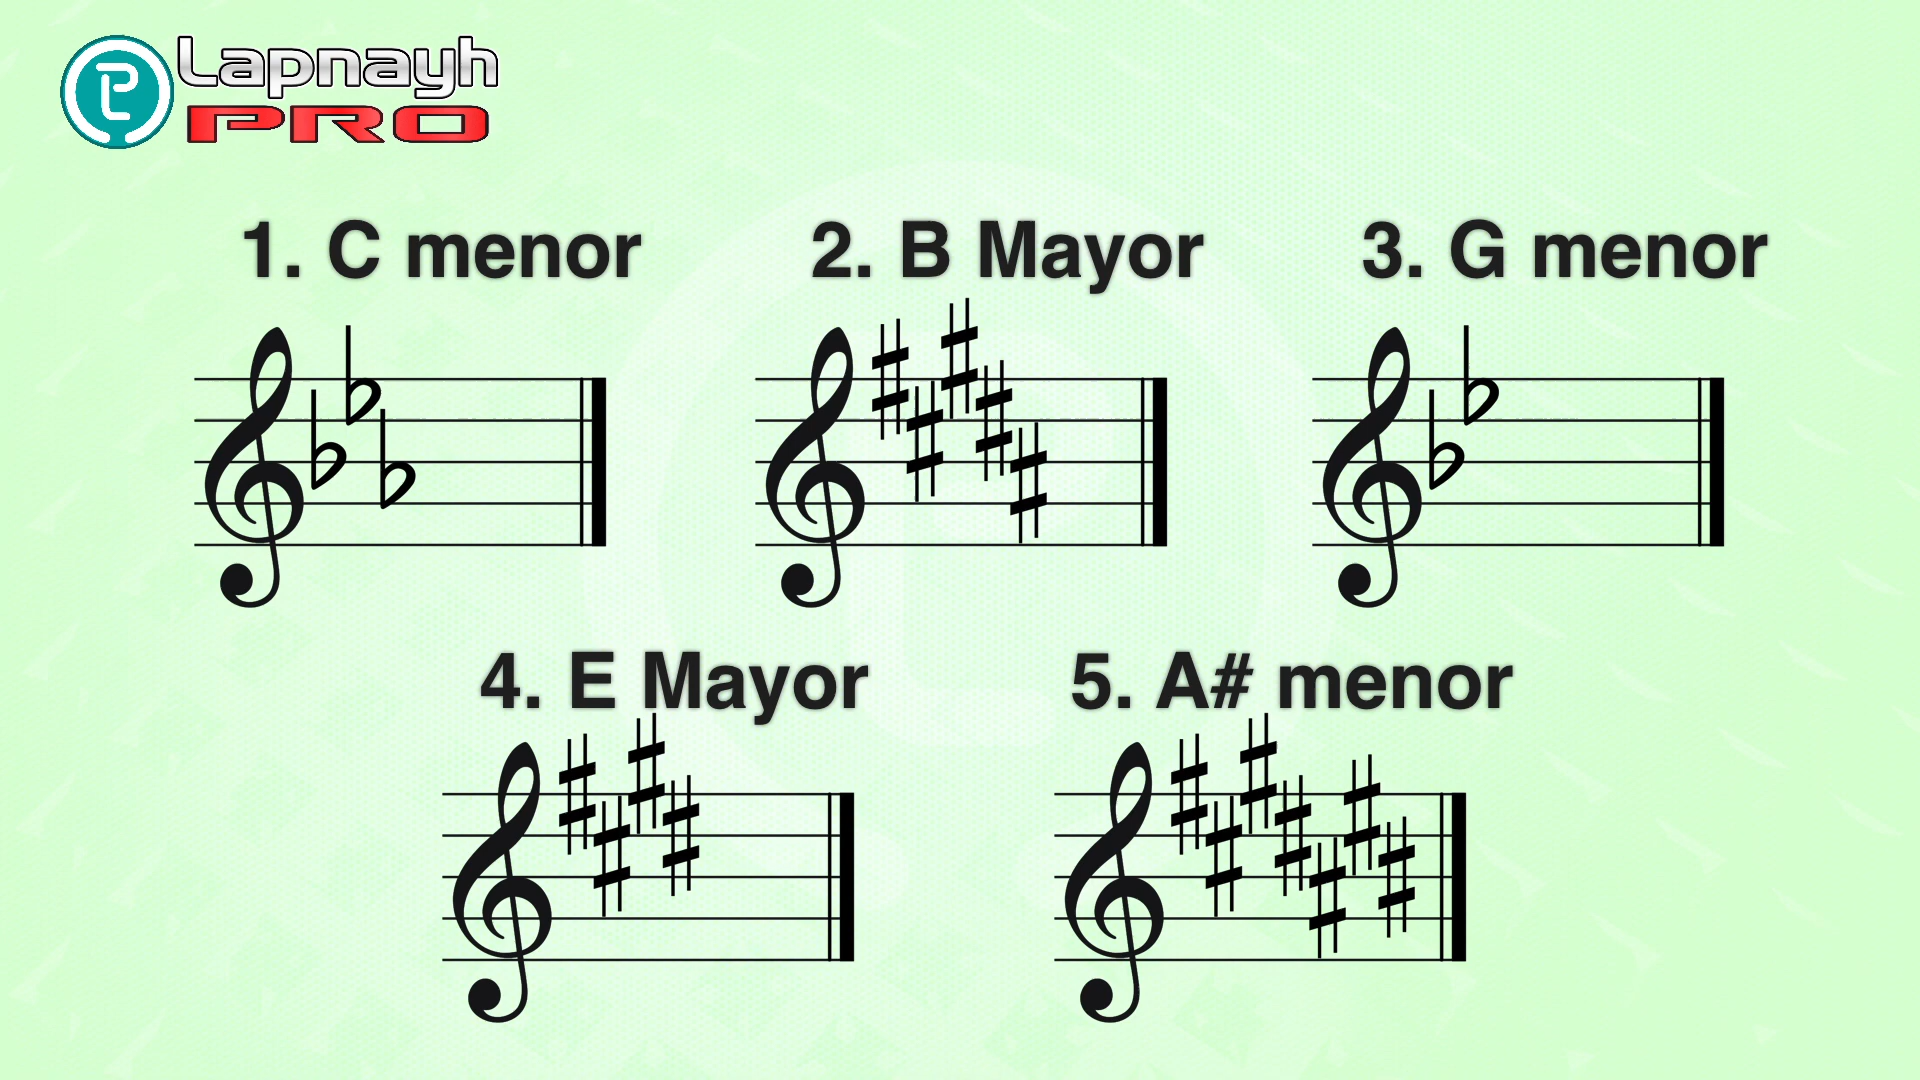 Lapnayh
PRO
1. C menor
2. B Mayor
3. G menor
4. E Mayor
5. A# menor